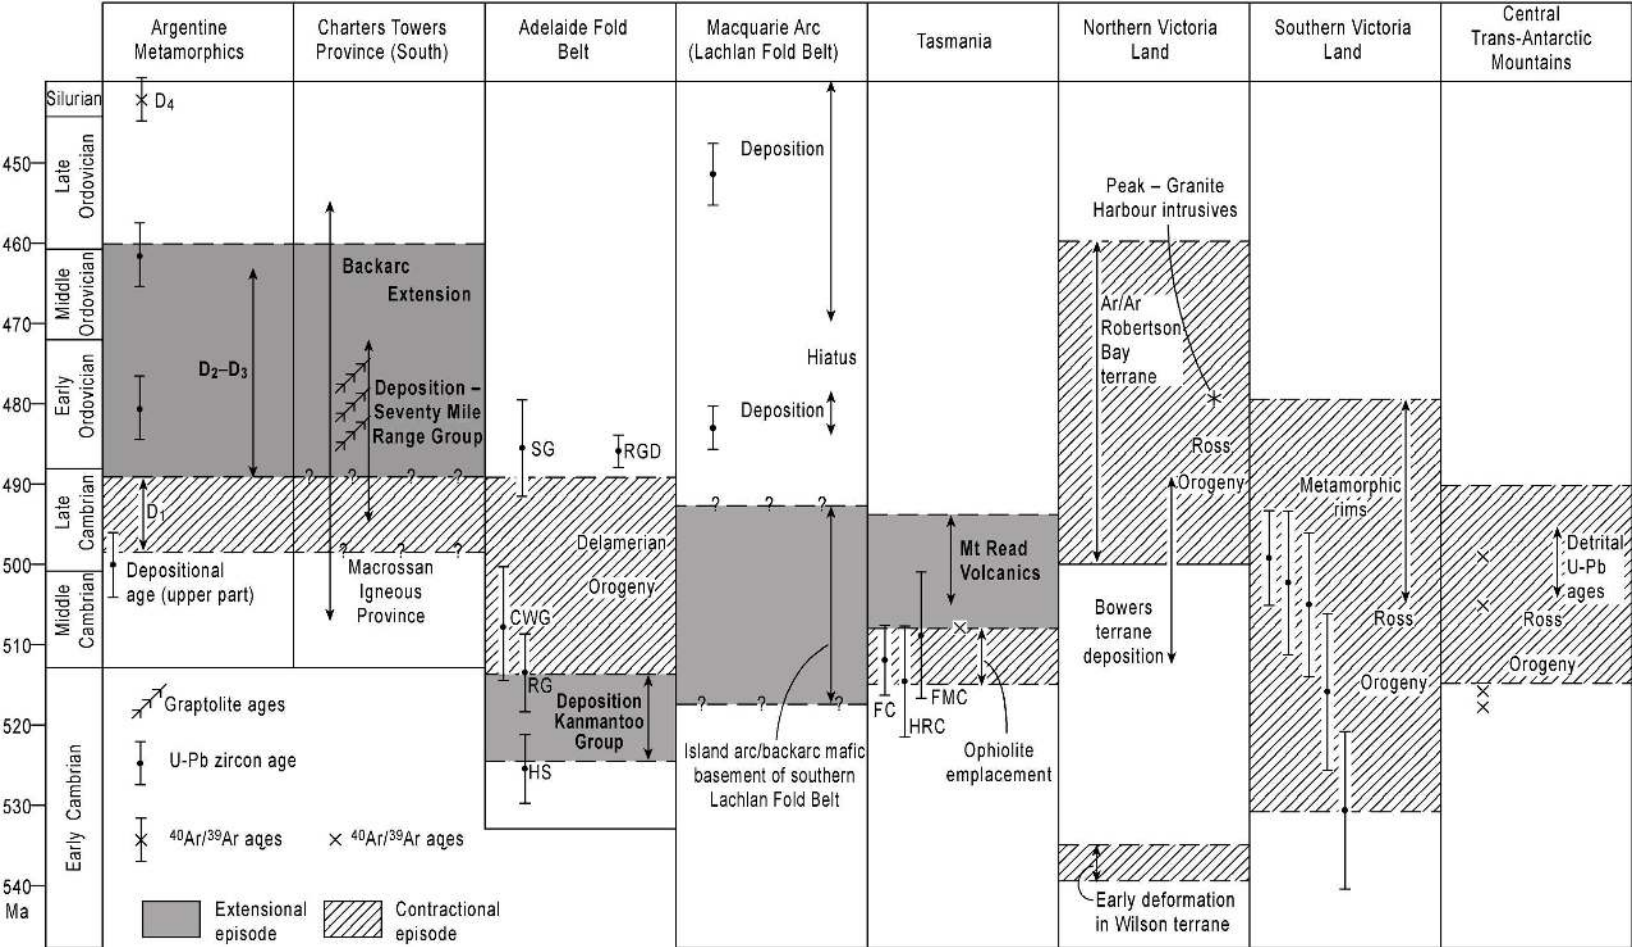 Argentine
Metamorphics
Charters Towers
Province (South)
Adelaide Fold
Belt
Macquarie Arc
(Lachlan Fold Belt)
Tasmania
Northern Victoria
Land
Southern Victoria
Land
Central
Trans-Antarctic
Mountains
Silurian
Late
Ordovician
Middle
Ordovician
Early
Ordovician
Late
Cambrian
Middle
Cambrian
Early Cambrian
450
460
470
480
490
500
510
520
530
540
Ma
D4
D2–D3
D1
Depositional
age (upper part)
Backarc
Extension
Deposition –
Seventy Mile
Range Group
? ? ? ?
? ? ?
Macrossan
Igneous
Province
SG
RGD
Delamerian
Orogeny
CWG
RG
Deposition
Kanmantoo
Group
HS
Deposition
Hiatus
Deposition
? ? ?
? ? ?
Island arc/backarc mafic
basement of southern
Lachlan Fold Belt
Mt Read
Volcanics
FC
HRC
FMC
Ophiolite
emplacement
Peak – Granite
Harbour intrusives
Ar/Ar
Robertson
Bay
terrane
Ross
Orogeny
Bowers
terrane
deposition
Early deformation
in Wilson terrane
Metamorphic
rims
Ross
Orogeny
Detrital
U-Pb
ages
Ross
Orogeny
Graptolite ages
U-Pb zircon age
40Ar/39Ar ages
40Ar/39Ar ages
Extensional
episode
Contractional
episode